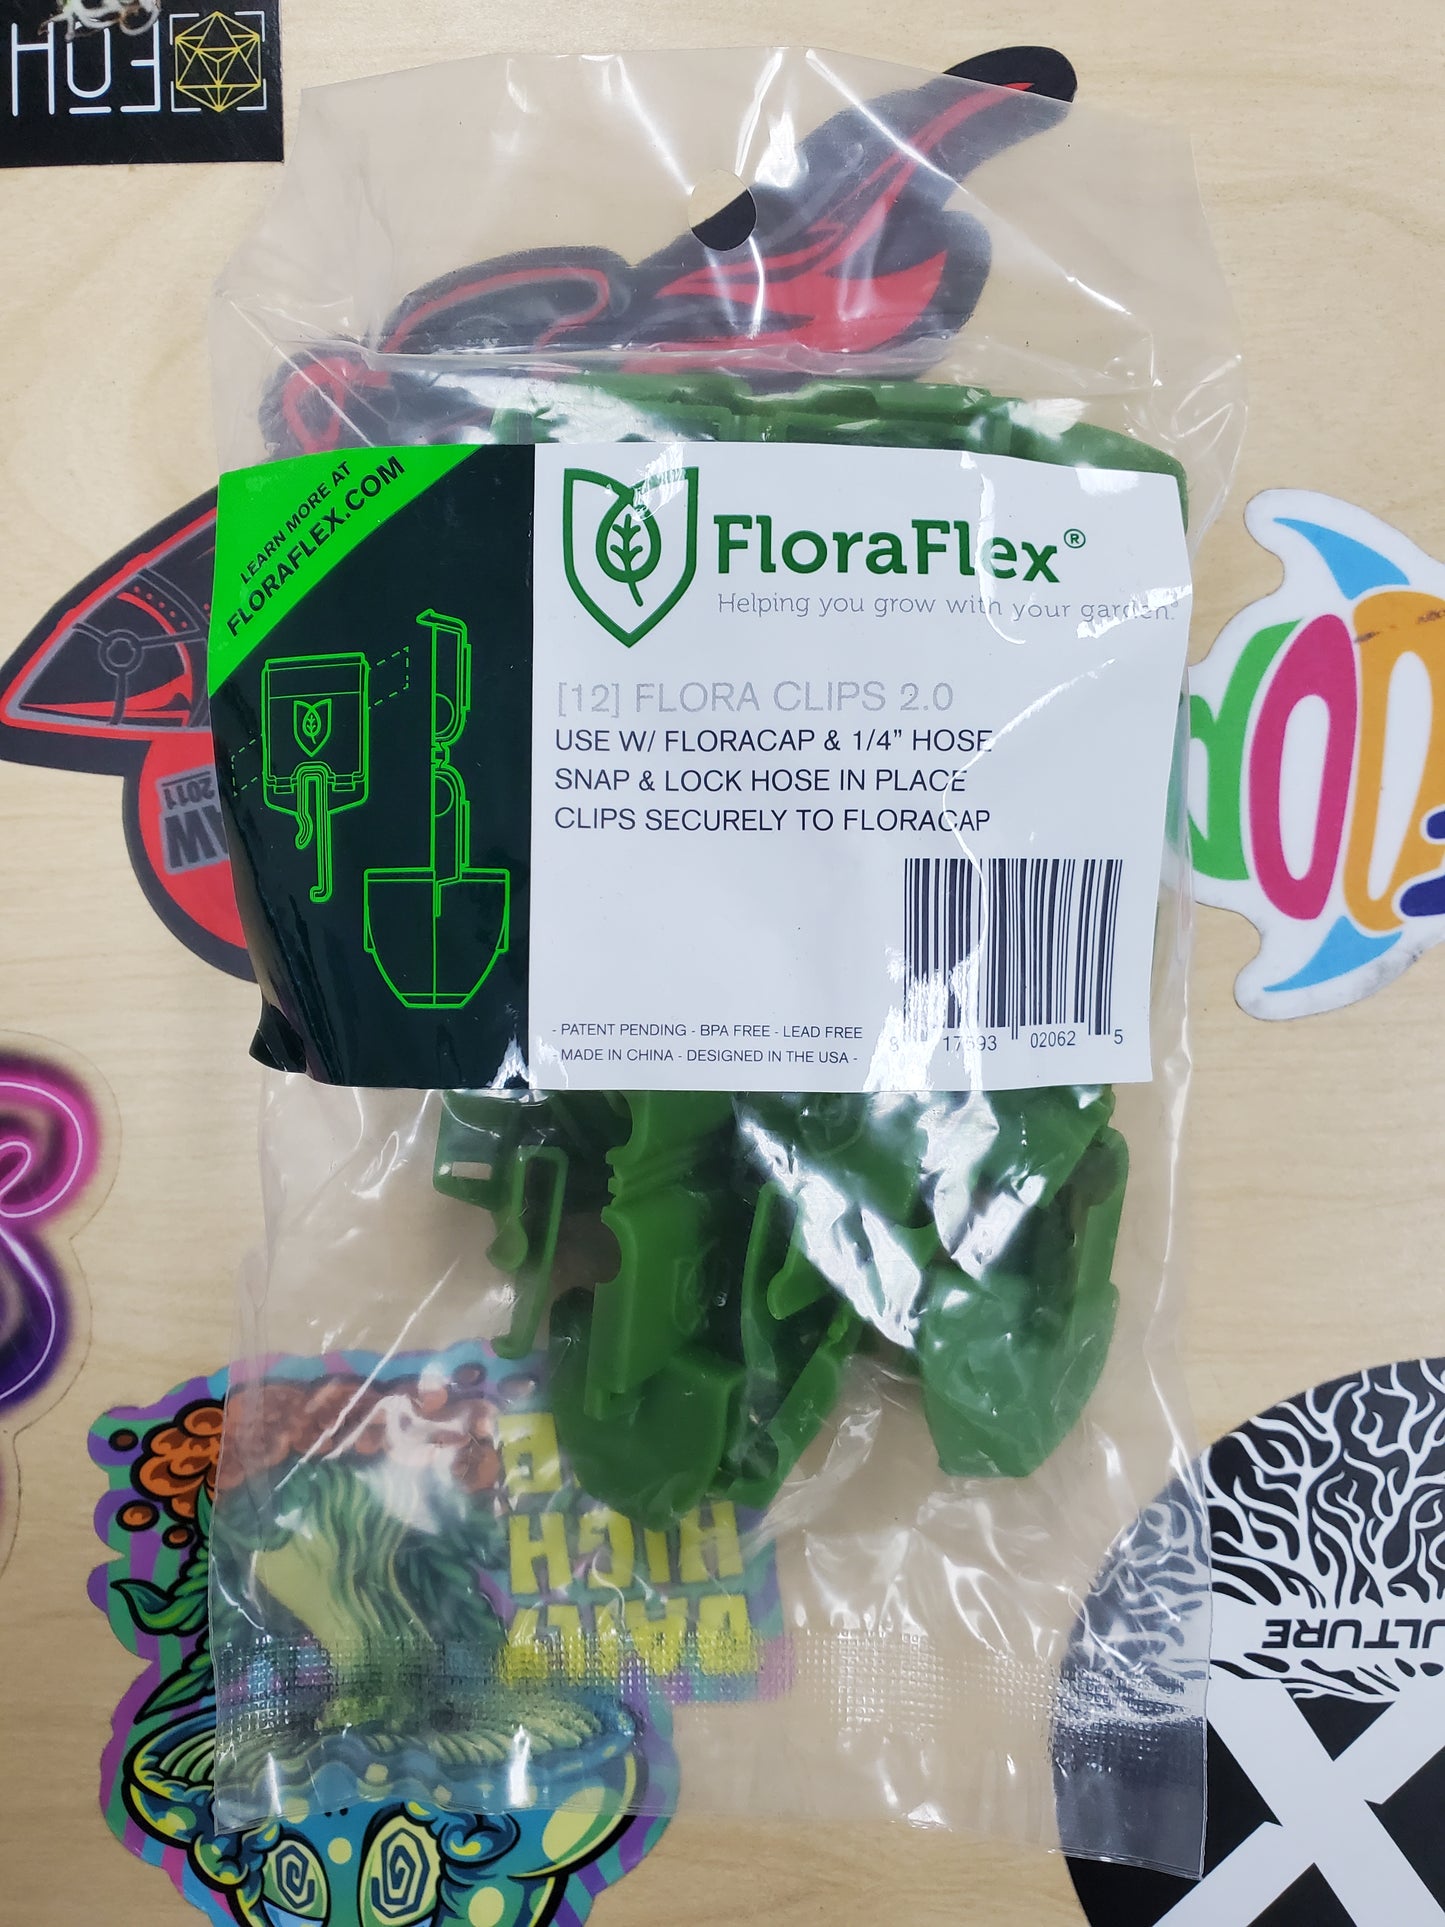 LEARN MORE AT
FLORAFLEX.COM
FloraFlex®
Helping you grow with your garden.®
[12] FLORA CLIPS 2.0
USE W/ FLORACAP & 1/4” HOSE
SNAP & LOCK HOSE IN PLACE
CLIPS SECURELY TO FLORACAP
- PATENT PENDING - BPA FREE - LEAD FREE
- MADE IN CHINA - DESIGNED IN THE USA -
8 17593 02062 5
2011
HIGH
DAILY
ULTURE